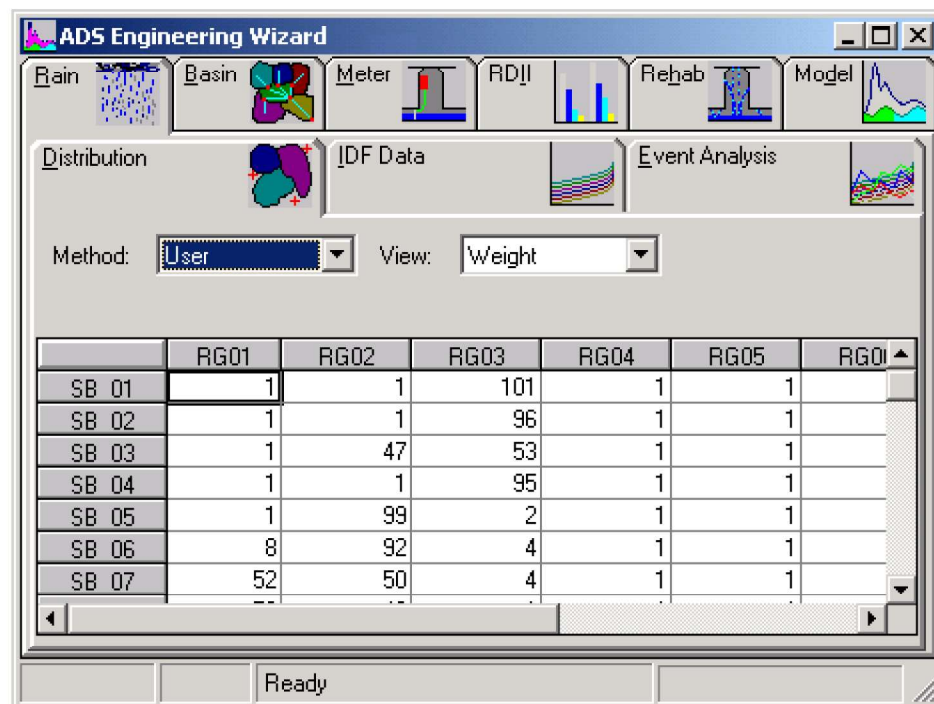 ADS Engineering Wizard
Rain Basin Meter RDII Rehab Model
Distribution IDF Data Event Analysis
Method: User View: Weight
RG01 RG02 RG03 RG04 RG05
SB 01 1 1 101 1 1
SB 02 1 1 96 1 1
SB 03 1 47 53 1 1
SB 04 1 1 95 1 1
SB 05 1 99 2 1 1
SB 06 8 92 4 1 1
SB 07 52 50 4 1 1
Ready